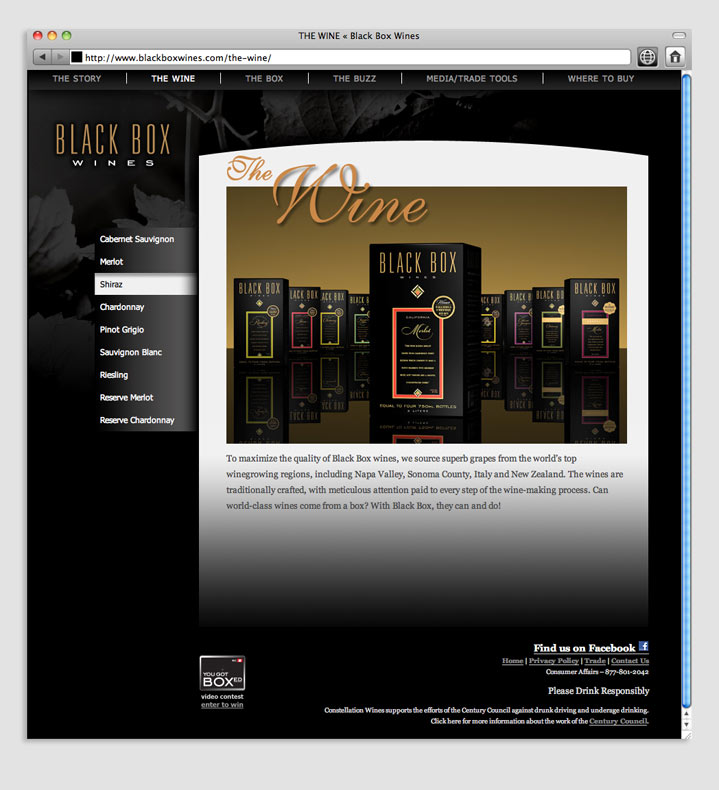 THE WINE « Black Box Wines
http://www.blackboxwines.com/the-wine/
THE STORY
THE WINE
THE BOX
THE BUZZ
MEDIA/TRADE TOOLS
WHERE TO BUY
BLACK BOX
WINES
Cabernet Sauvignon
Merlot
Shiraz
Chardonnay
Pinot Grigio
Sauvignon Blanc
Riesling
Reserve Merlot
Reserve Chardonnay
The Wine
BLACK BOX
WINES
CALIFORNIA
Merlot
EQUAL TO FOUR 750ML BOTTLES
3 LITERS
To maximize the quality of Black Box wines, we source superb grapes from the world's top
winegrowing regions, including Napa Valley, Sonoma County, Italy and New Zealand. The wines are
traditionally crafted, with meticulous attention paid to every step of the wine-making process. Can
world-class wines come from a box? With Black Box, they can and do!
YOU GOT
BOXED
video contest
enter to win
Find us on Facebook
Home | Privacy Policy | Trade | Contact Us
Consumer Affairs – 877-801-2042
Please Drink Responsibly
Constellation Wines supports the efforts of the Century Council against drunk driving and underage drinking.
Click here for more information about the work of the Century Council.